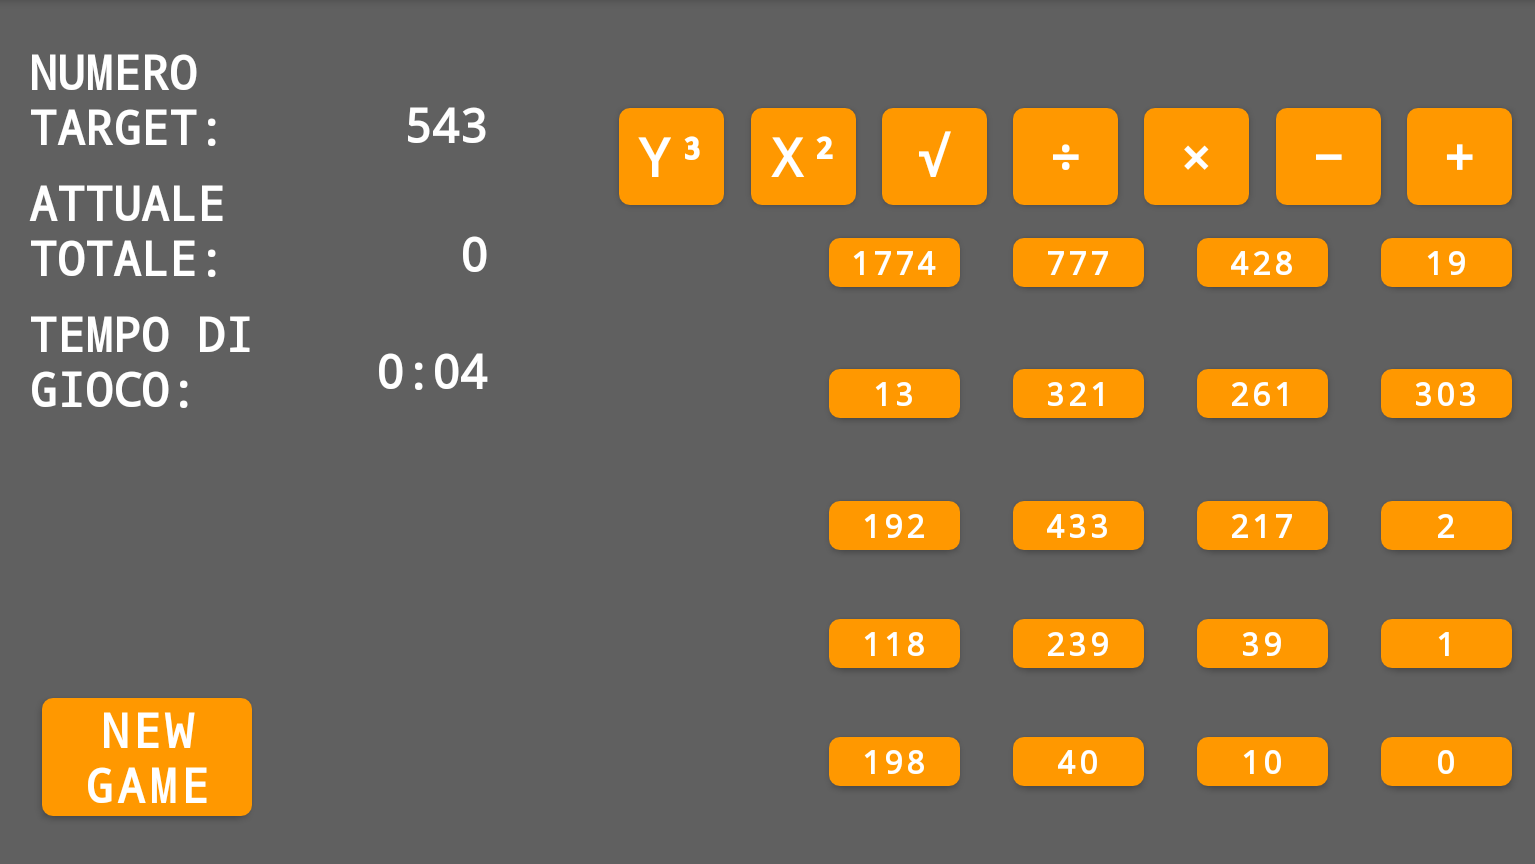 NUMERO
TARGET:
543
ATTUALE
TOTALE:
0
TEMPO DI
GIOCO:
0:04
Y³ X² √ ÷ × − +
1774 777 428 19
13 321 261 303
192 433 217 2
118 239 39 1
198 40 10 0
NEW
GAME